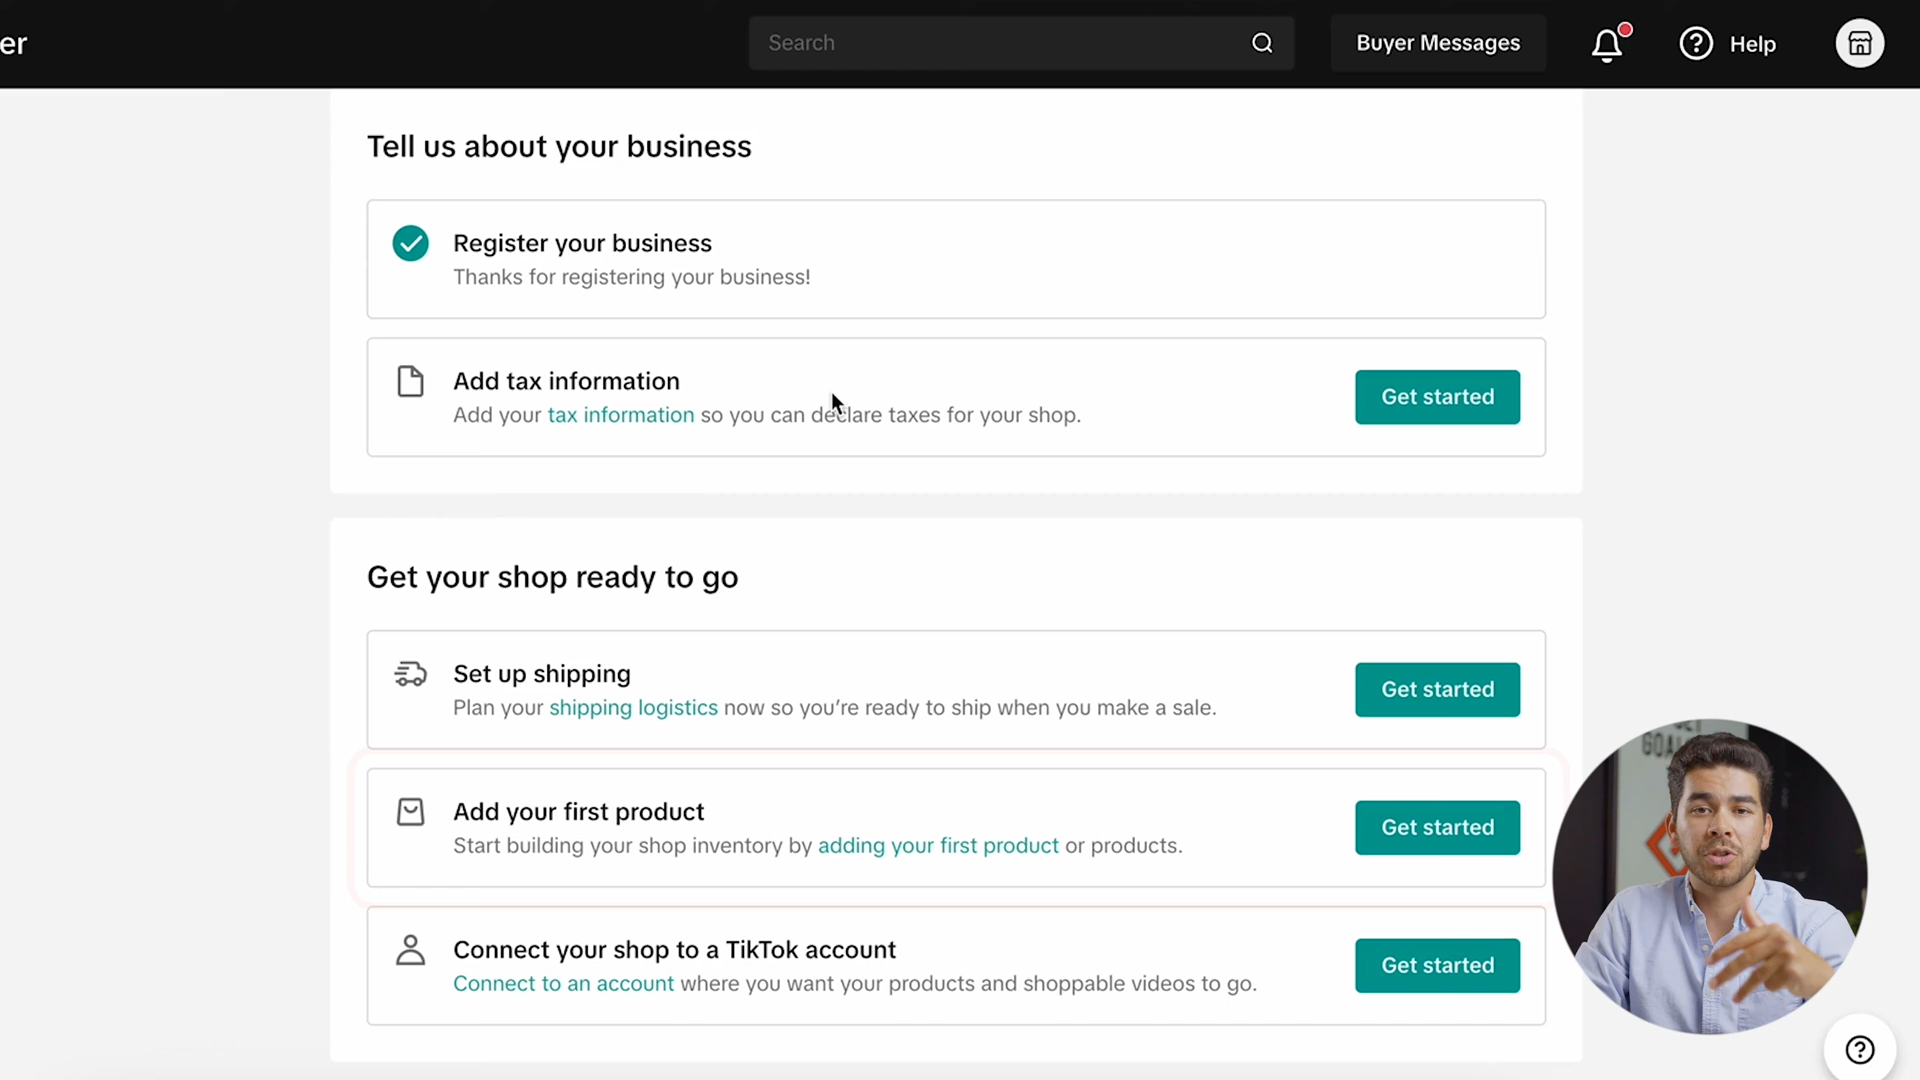 er
Search
Buyer Messages
Help
Tell us about your business
Register your business
Thanks for registering your business!
Add tax information
Add your tax information so you can declare taxes for your shop.
Get started
Get your shop ready to go
Set up shipping
Plan your shipping logistics now so you're ready to ship when you make a sale.
Get started
Add your first product
Start building your shop inventory by adding your first product or products.
Get started
Connect your shop to a TikTok account
Connect to an account where you want your products and shoppable videos to go.
Get started